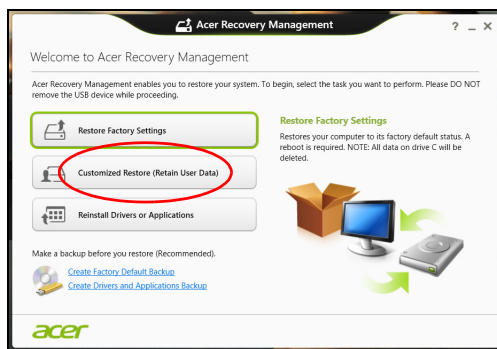 Acer Recovery Management
? _ X
Welcome to Acer Recovery Management
Acer Recovery Management enables you to restore your system. To begin, select the task you want to perform. Please DO NOT
remove the USB device while proceeding.
Restore Factory Settings
Customized Restore (Retain User Data)
Reinstall Drivers or Applications
Restore Factory Settings
Restores your computer to its factory default status. A
reboot is required. NOTE: All data on drive C will be
deleted.
Make a backup before you restore (Recommended).
Create Factory Default Backup
Create Drivers and Applications Backup
acer